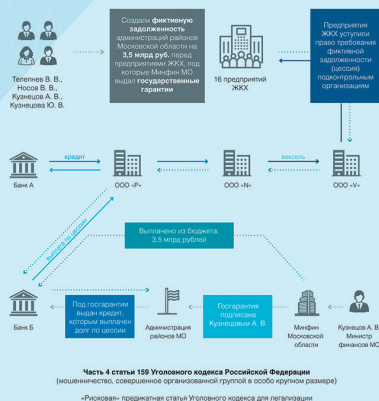 Создали фиктивную
задолженность
администраций районов
Московской области на
3,5 млрд руб. перед
предприятиями ЖКХ, под
которые Минфин МО
выдал государственные
гарантии
Предприятия
ЖКХ уступили
право требования
фиктивной
задолженности
(цессия)
подконтрольным
организациям
Телепнев В. В.,
Носов В. В.,
Кузнецов А. В.,
Кузнецова Ю. В.
16 предприятий
ЖКХ
кредит
вексель
Банк А
ООО «Р»
ООО «N»
ООО «V»
выплата по цессии
Выплачено из бюджета:
3,5 млрд рублей
Под госгарантии
выдан кредит,
которым выплачен
долг по цессии
Госгарантия
подписана
Кузнецовым А. В.
Банк Б
Администрация
районов МО
Минфин
Московской
области
Кузнецов А. В.
Министр
финансов МО
Часть 4 статьи 159 Уголовного кодекса Российской Федерации
(мошенничество, совершенное организованной группой в особо крупном размере)
«Рисковая» предикатная статья Уголовного кодекса для легализации